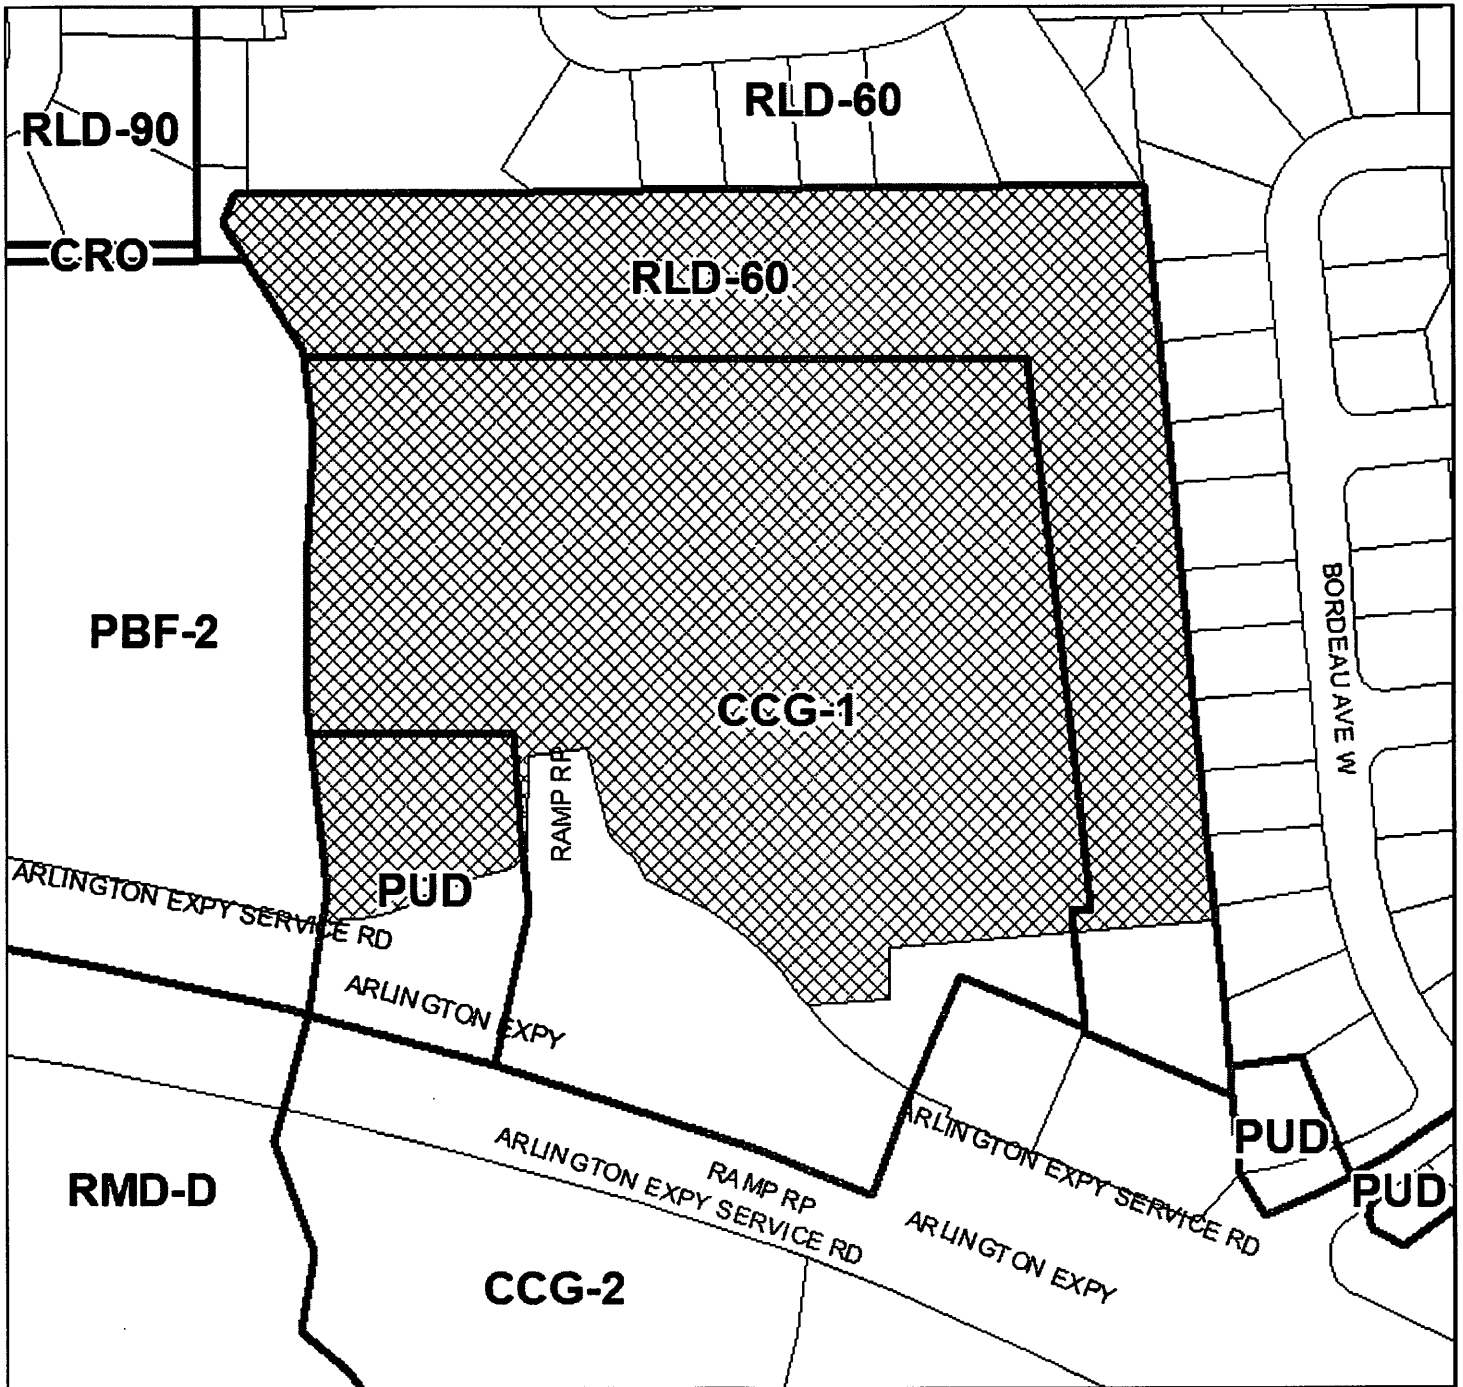 RLD-60
RLD-90
CRO
RLD-60
BORDEAU AVE W
PBF-2
CCG-1
RAMP RP
ARLINGTON EXPY SERVICE RD
PUD
ARLINGTON EXPY
ARLINGTON EXPY SERVICE RD
PUD
ARLINGTON EXPY SERVICE RD
RAMP RP
RMD-D
PUD
ARLINGTON EXPY
CCG-2